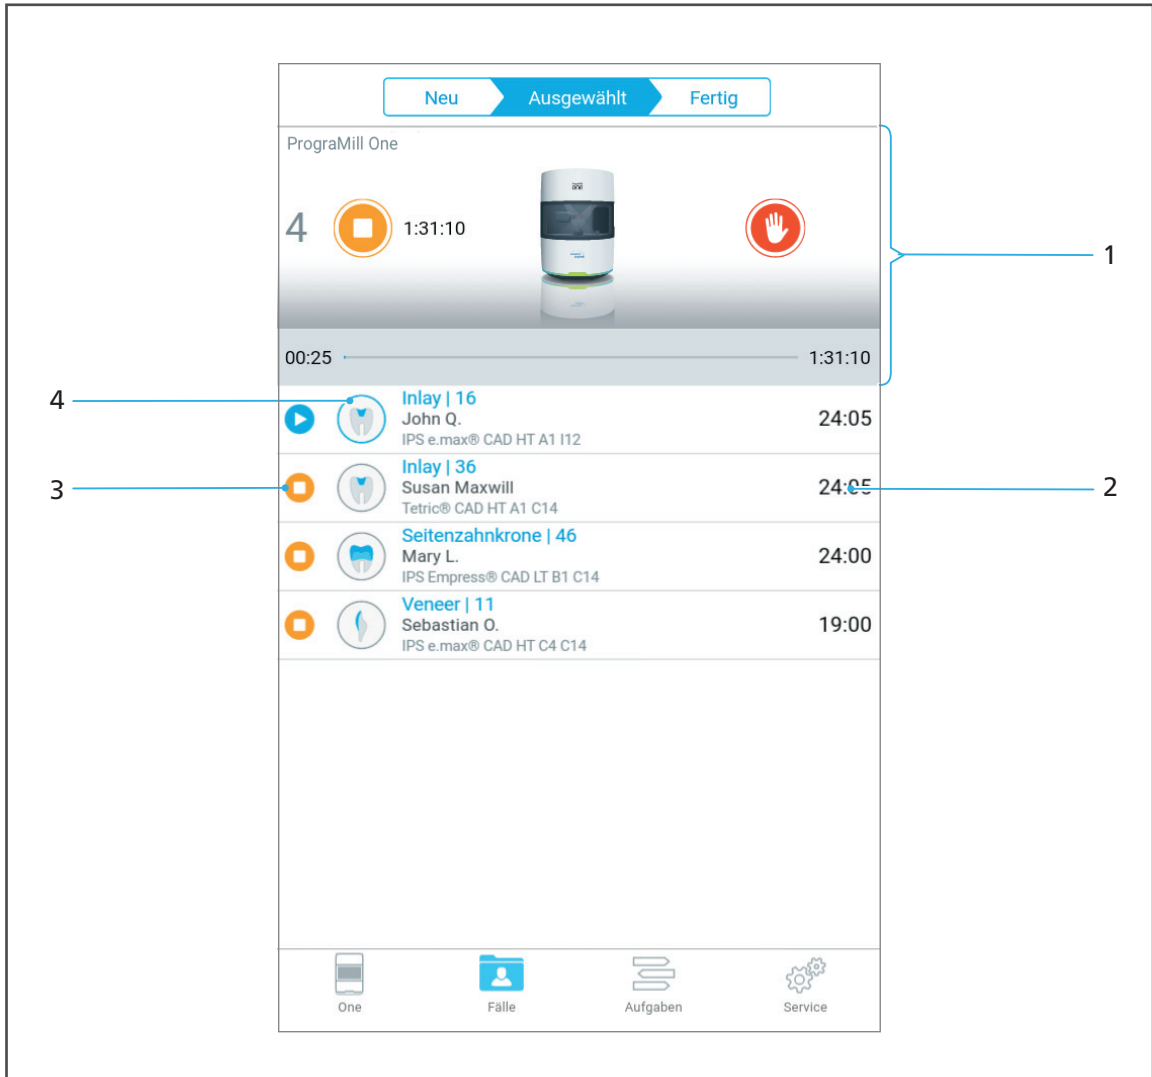 Neu Ausgewählt Fertig
PrograMill One
one
4 1:31:10
1
00:25 1:31:10
4
Inlay | 16
John Q. 24:05
IPS e.max® CAD HT A1 I12
3
Inlay | 36
Susan Maxwill 24:05 2
Tetric® CAD HT A1 C14
Seitenzahnkrone | 46
Mary L. 24:00
IPS Empress® CAD LT B1 C14
Veneer | 11
Sebastian O. 19:00
IPS e.max® CAD HT C4 C14
One Fälle Aufgaben Service